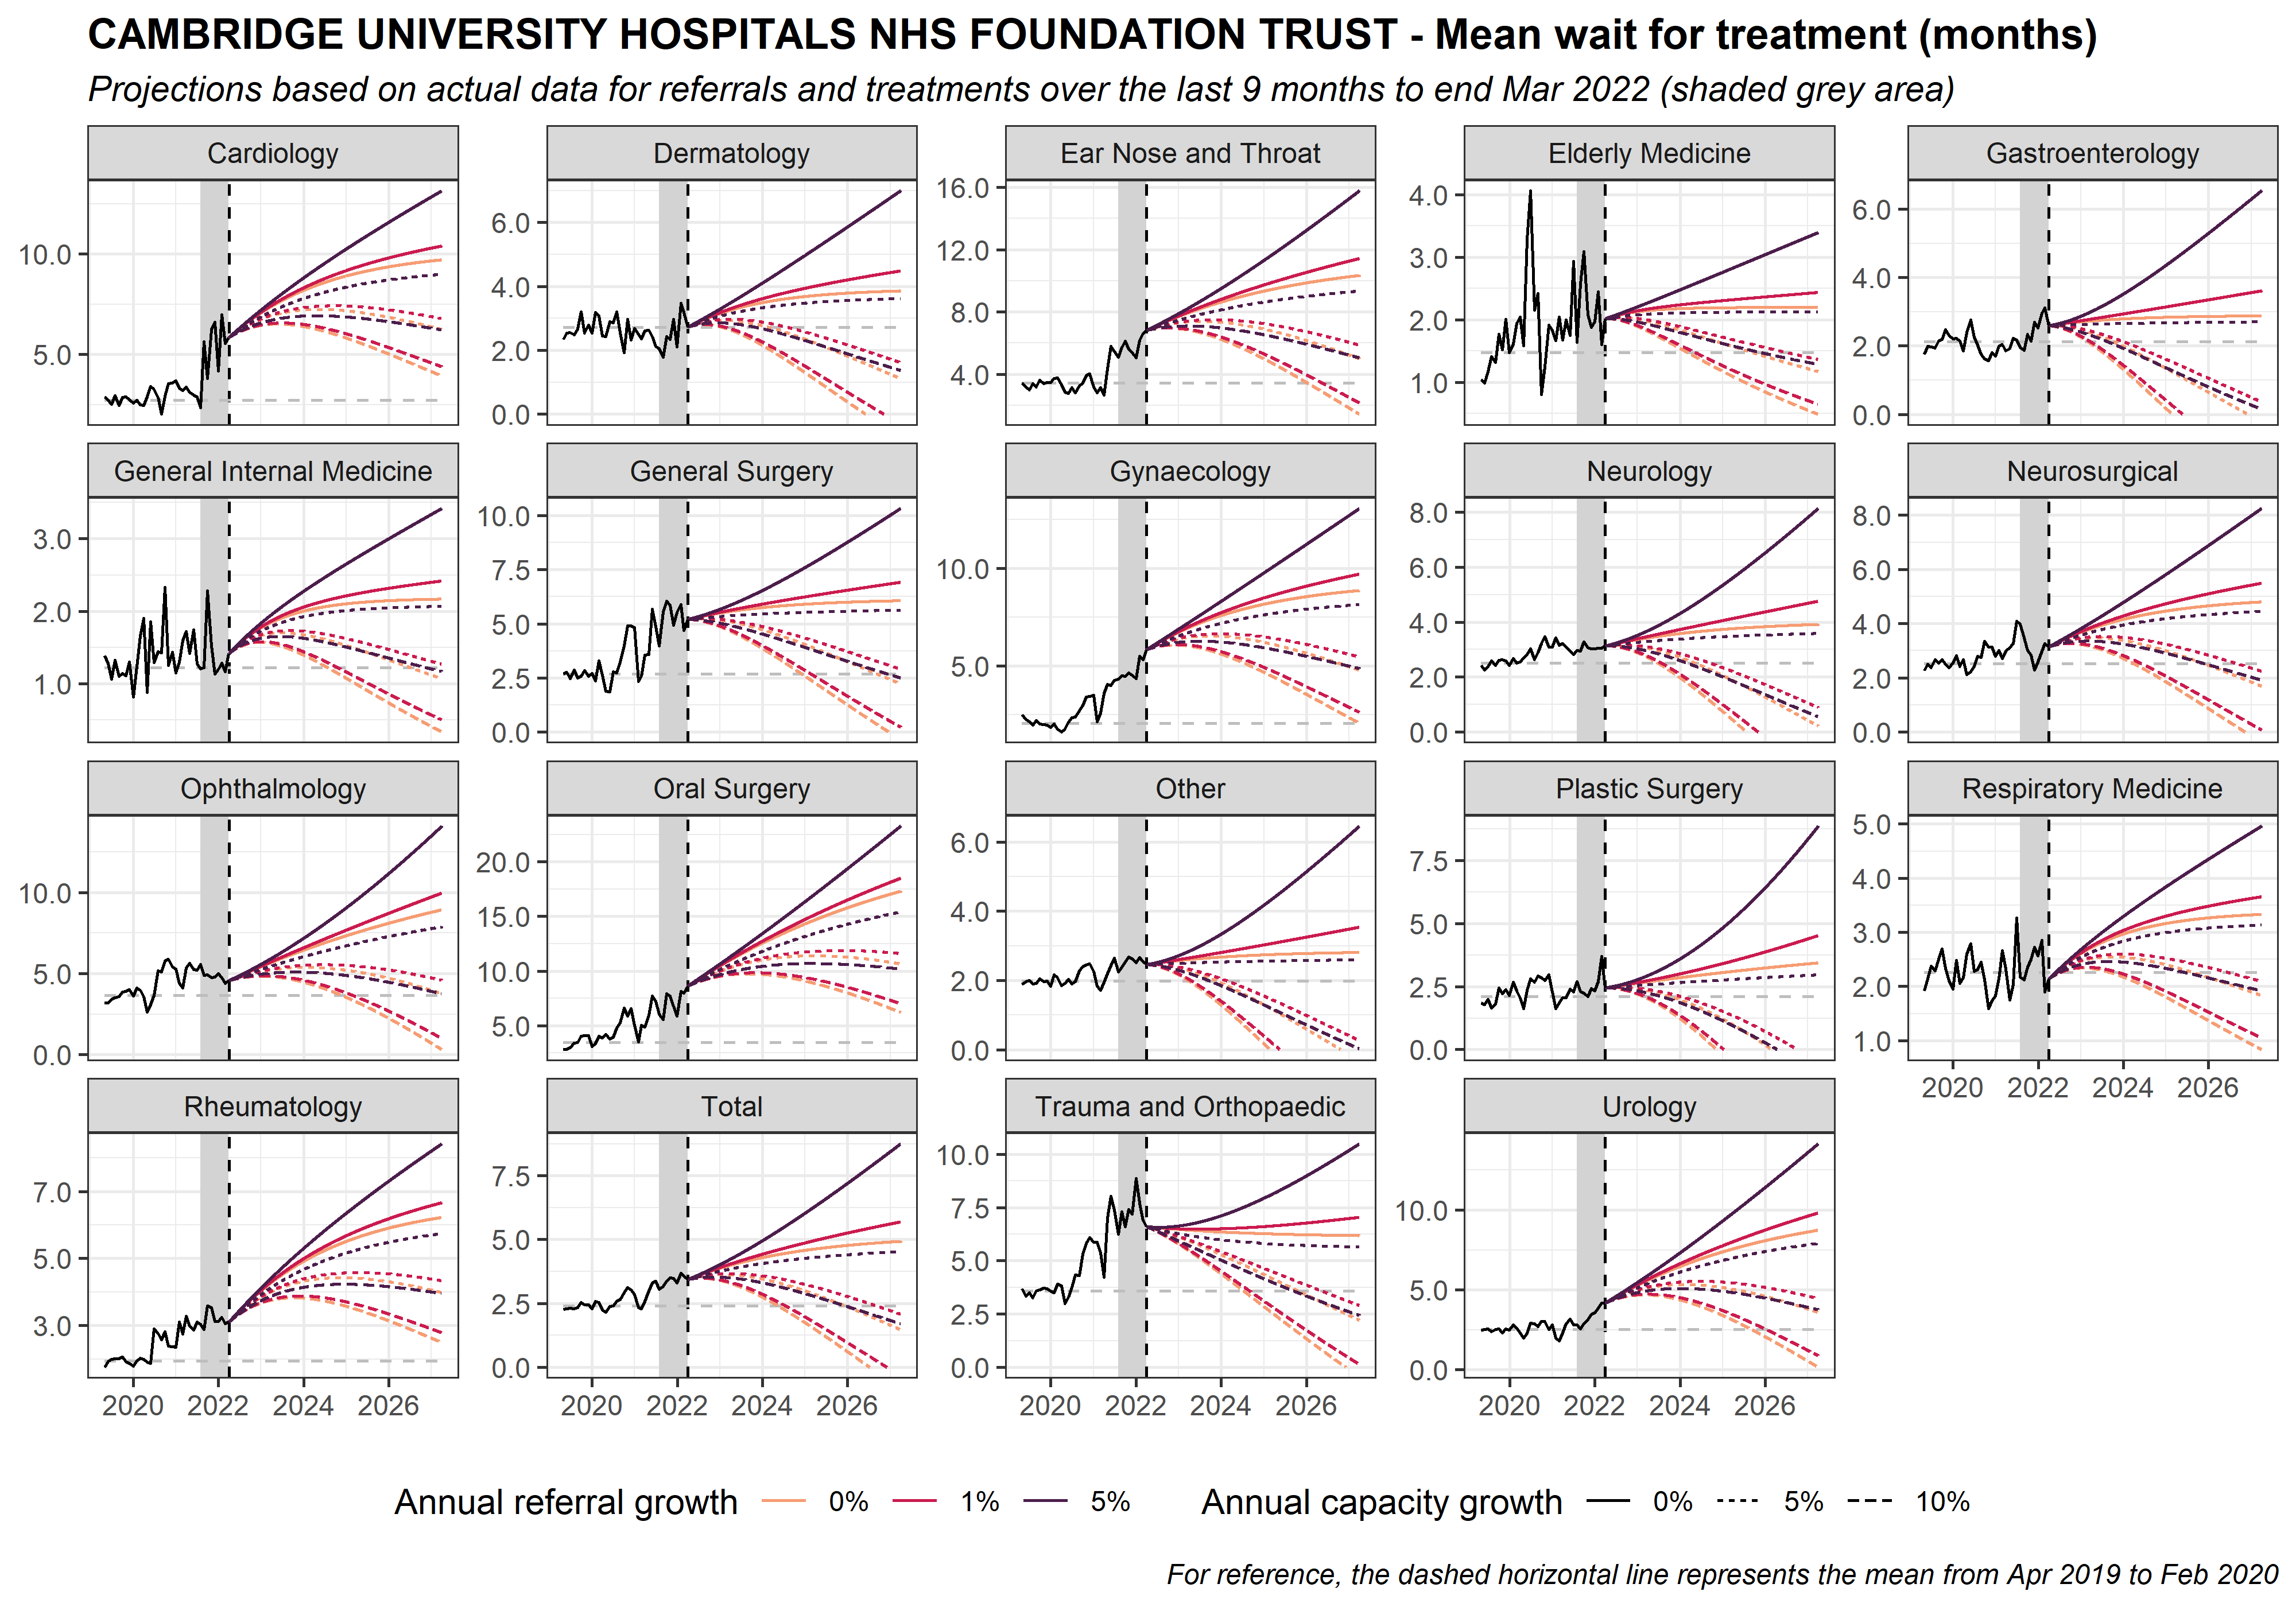 CAMBRIDGE UNIVERSITY HOSPITALS NHS FOUNDATION TRUST - Mean wait for treatment (months)
Projections based on actual data for referrals and treatments over the last 9 months to end Mar 2022 (shaded grey area)
Cardiology
10.0
5.0
Dermatology
6.0
4.0
2.0
0.0
Ear Nose and Throat
16.0
12.0
8.0
4.0
Elderly Medicine
4.0
3.0
2.0
1.0
Gastroenterology
6.0
4.0
2.0
0.0
General Internal Medicine
3.0
2.0
1.0
General Surgery
10.0
7.5
5.0
2.5
0.0
Gynaecology
10.0
5.0
Neurology
8.0
6.0
4.0
2.0
0.0
Neurosurgical
8.0
6.0
4.0
2.0
0.0
Ophthalmology
10.0
5.0
0.0
Oral Surgery
20.0
15.0
10.0
5.0
Other
6.0
4.0
2.0
0.0
Plastic Surgery
7.5
5.0
2.5
0.0
Respiratory Medicine
5.0
4.0
3.0
2.0
1.0
2020 2022 2024 2026
Rheumatology
7.0
5.0
3.0
2020 2022 2024 2026
Total
7.5
5.0
2.5
0.0
2020 2022 2024 2026
Trauma and Orthopaedic
10.0
7.5
5.0
2.5
0.0
2020 2022 2024 2026
Urology
10.0
5.0
0.0
2020 2022 2024 2026
Annual referral growth 0% 1% 5% Annual capacity growth 0% 5% 10%
For reference, the dashed horizontal line represents the mean from Apr 2019 to Feb 2020